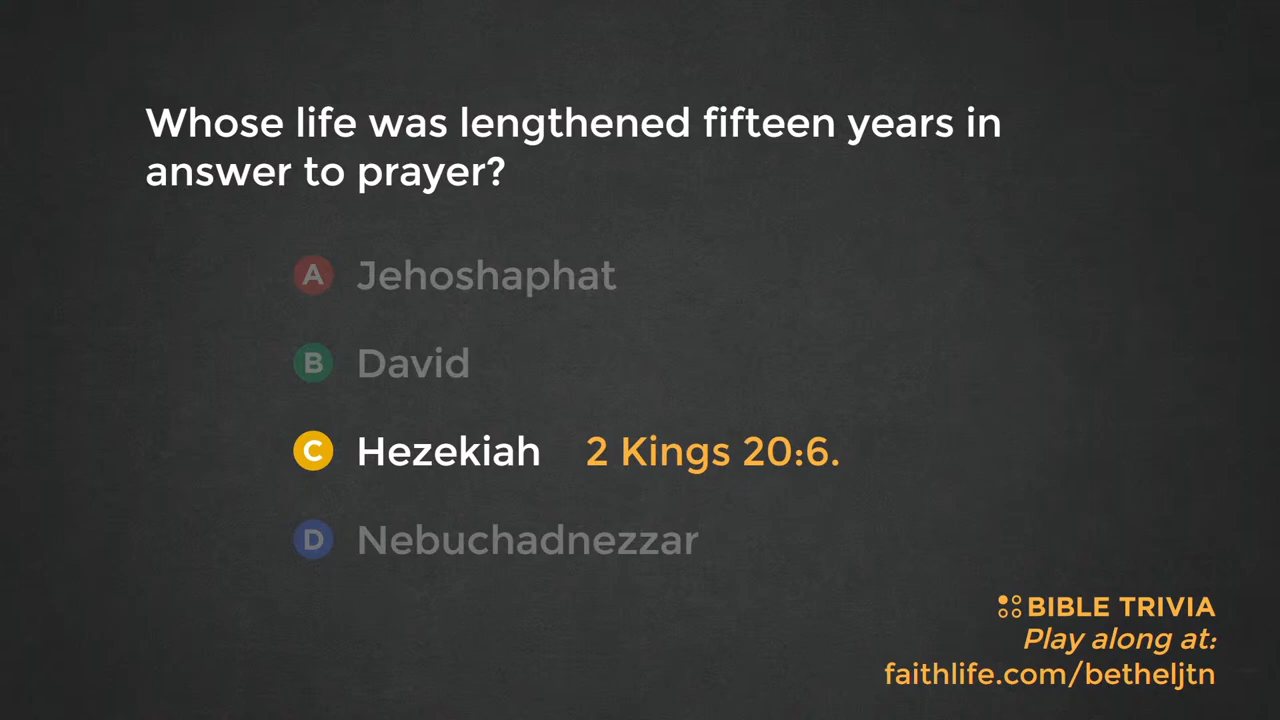 Whose life was lengthened fifteen years in
answer to prayer?
A Jehoshaphat
B David
C Hezekiah 2 Kings 20:6.
D Nebuchadnezzar
BIBLE TRIVIA
Play along at:
faithlife.com/betheljtn